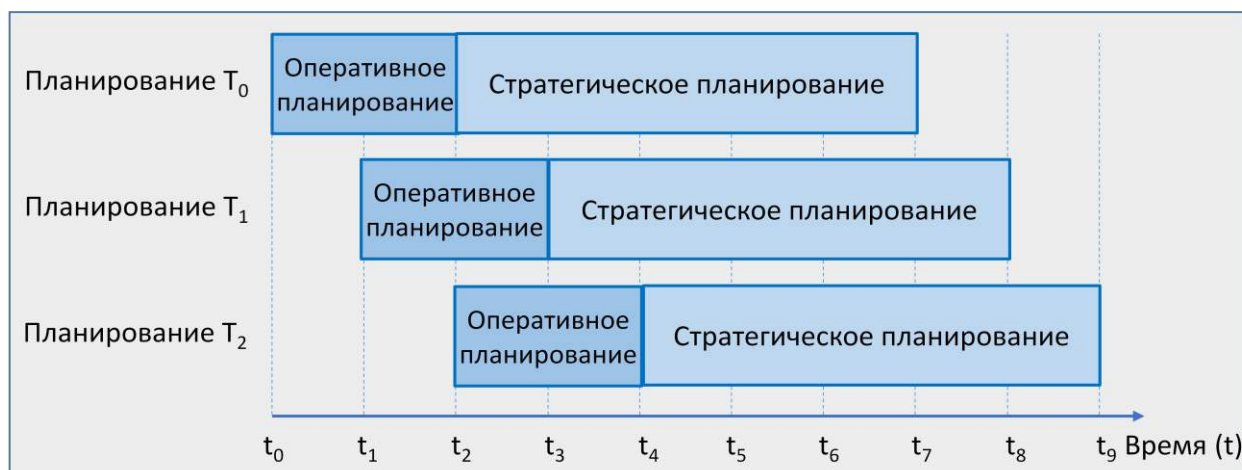 Планирование T₀
Оперативное
планирование
Стратегическое планирование
Планирование T₁
Оперативное
планирование
Стратегическое планирование
Планирование T₂
Оперативное
планирование
Стратегическое планирование
t₀ t₁ t₂ t₃ t₄ t₅ t₆ t₇ t₈ t₉ Время (t)